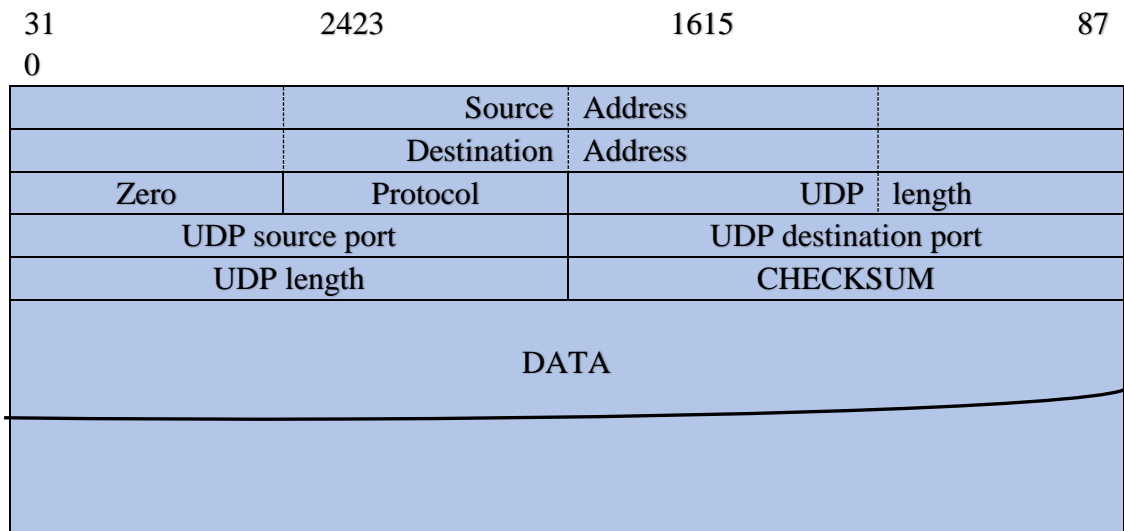 31 2423 1615 87
0
Source Address
Destination Address
Zero Protocol UDP length
UDP source port UDP destination port
UDP length CHECKSUM
DATA